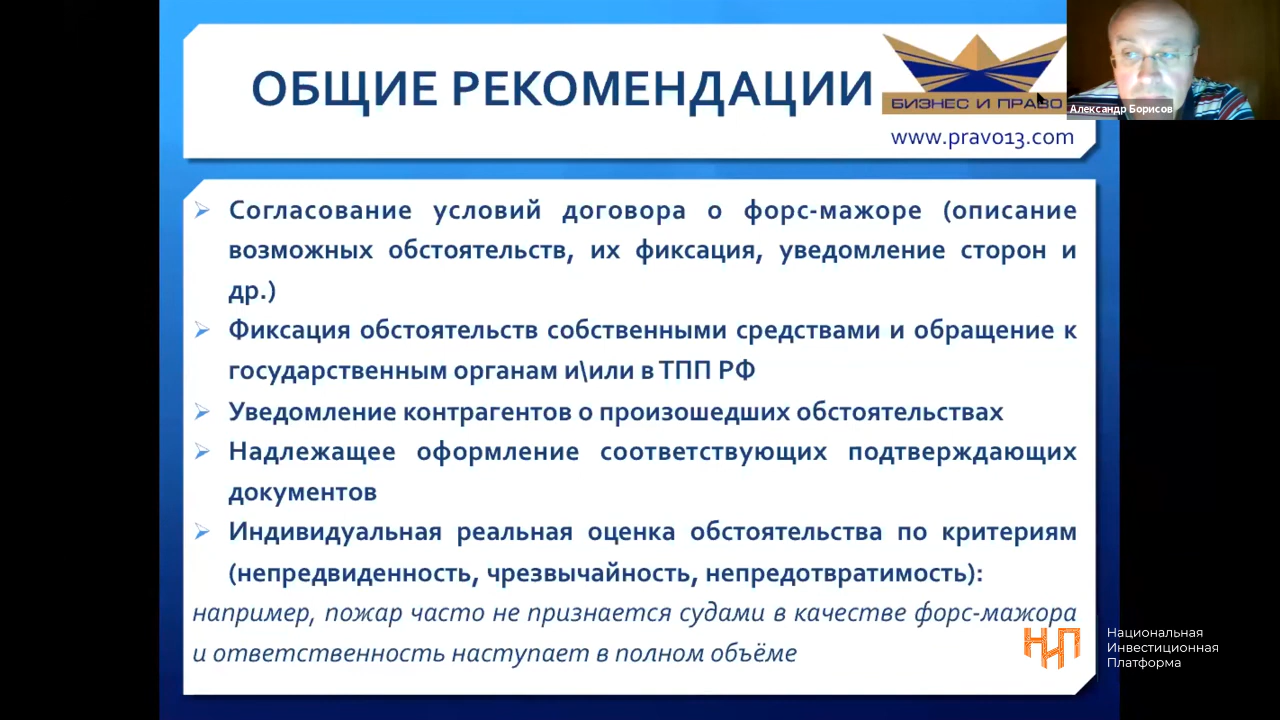 ОБЩИЕ РЕКОМЕНДАЦИИ
БИЗНЕС И ПРАВО
www.pravo13.com
Александр Борисов
Согласование условий договора о форс-мажоре (описание
возможных обстоятельств, их фиксация, уведомление сторон и
др.)
Фиксация обстоятельств собственными средствами и обращение к
государственным органам и\или в ТПП РФ
Уведомление контрагентов о произошедших обстоятельствах
Надлежащее оформление соответствующих подтверждающих
документов
Индивидуальная реальная оценка обстоятельства по критериям
(непредвиденность, чрезвычайность, непредотвратимость):
например, пожар часто не признается судами в качестве форс-мажора
и ответственность наступает в полном объёме
НИП
Национальная
Инвестиционная
Платформа